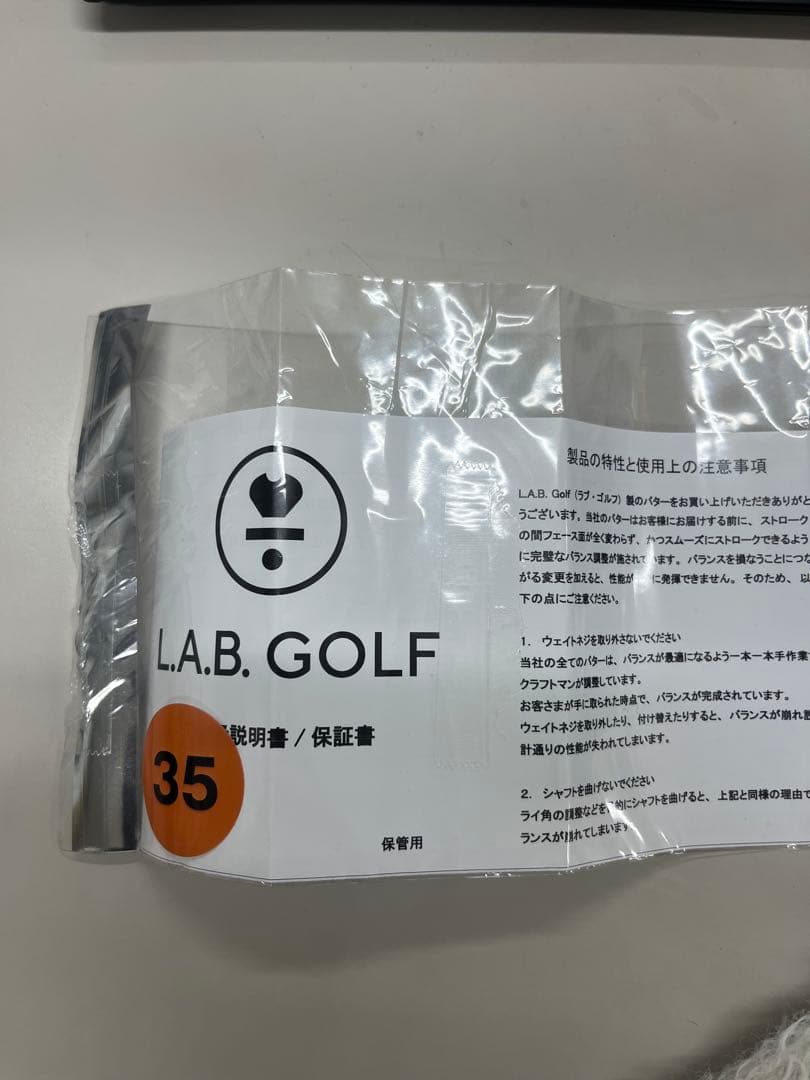 L.A.B. GOLF
説明書 / 保証書
35
保管用
製品の特性と使用上の注意事項
L.A.B. Golf (ラブ・ゴルフ) 製のパターをお買い上げいただきありがと
うございます。当社のパターはお客様にお届けする前に、ストローク
の間フェース面が全く変わらず、かつスムーズにストロークできるよう
に完璧なバランス調整が施されています。バランスを損なうことにつな
がる変更を加えると、性能が に発揮できません。そのため、以
下の点にご注意ください。
1. ウェイトネジを取り外さないでください
当社の全てのパターは、バランスが最適になるよう一本一本手作業で
クラフトマンが調整しています。
お客さまが手に取られた時点で、バランスが完成されています。
ウェイトネジを取り外したり、付け替えたりすると、バランスが崩れ設
計通りの性能が失われてしまいます。
2. シャフトを曲げないでください
ライ角の調整などを 的にシャフトを曲げると、上記と同様の理由で
ランスが崩れてしまいます